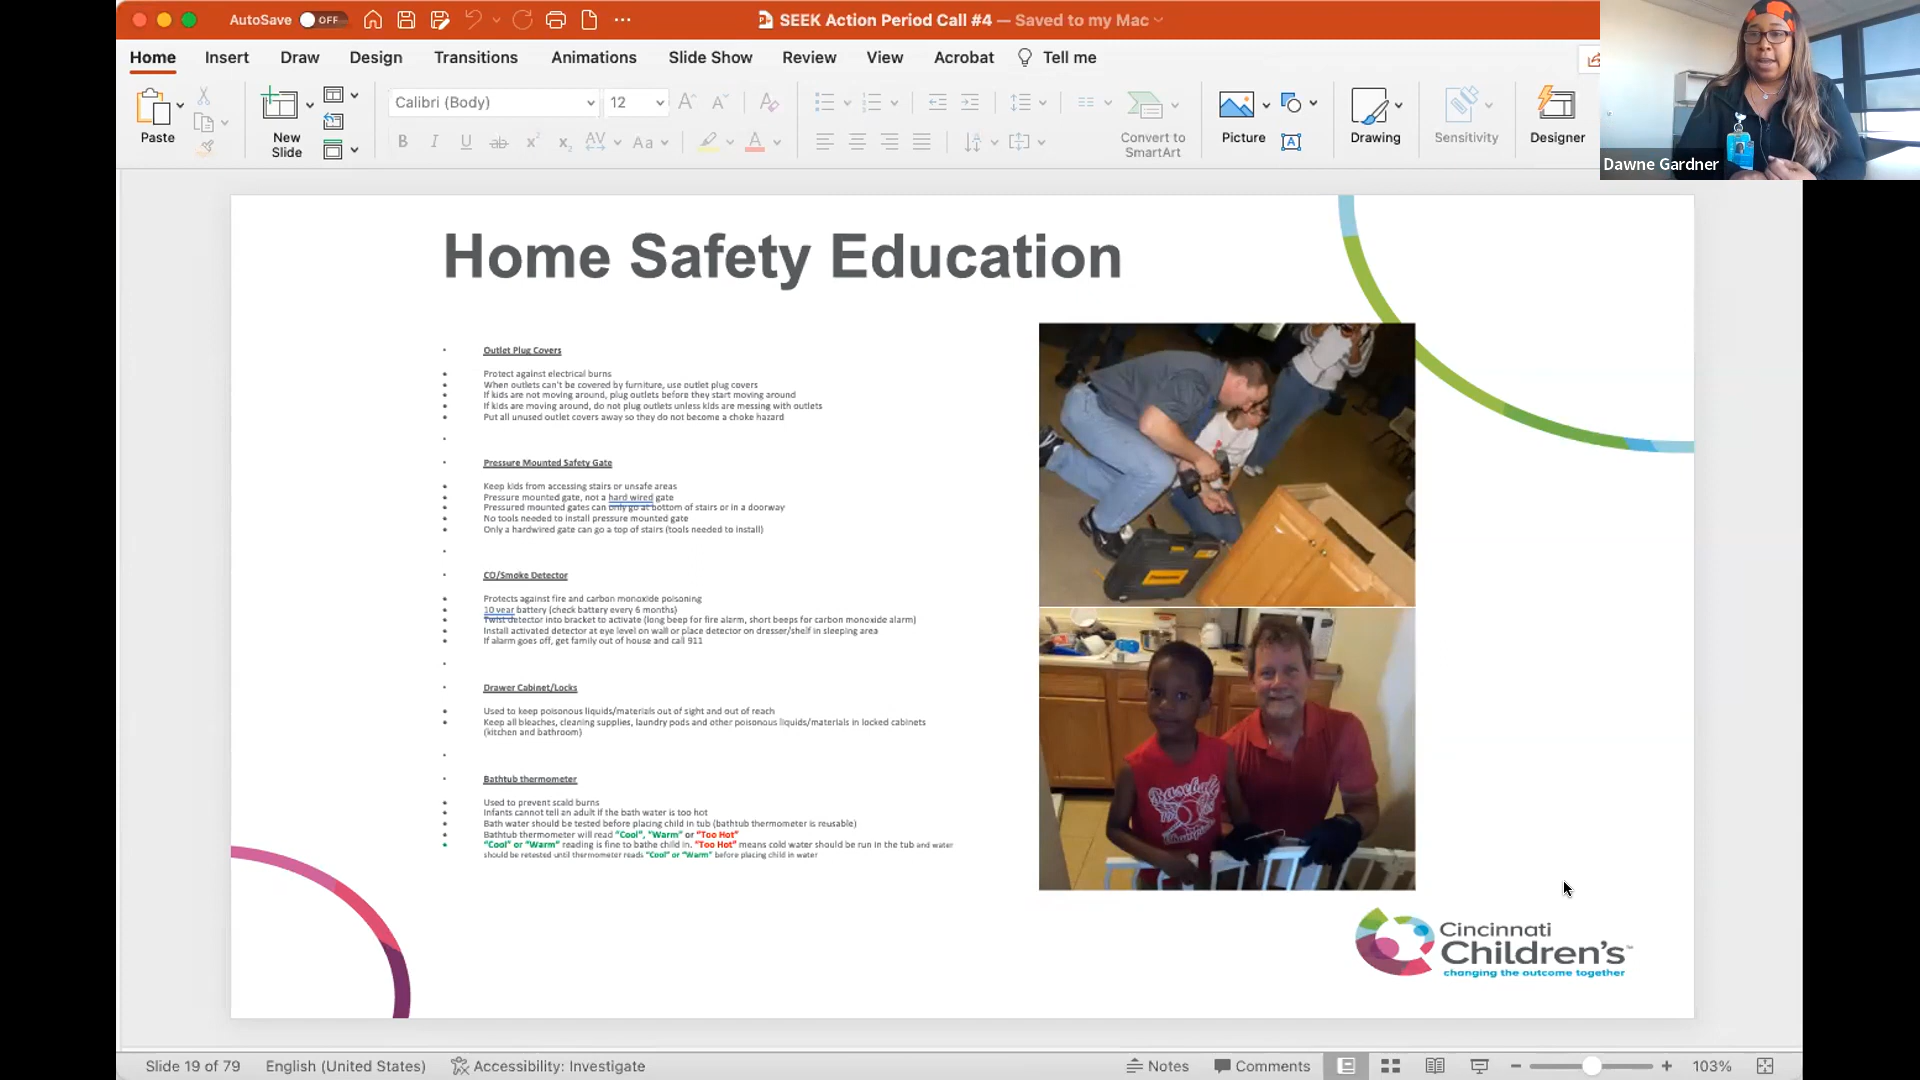 AutoSave OFF
SEEK Action Period Call #4 — Saved to my Mac
Home Insert Draw Design Transitions Animations Slide Show Review View Acrobat Tell me
Calibri (Body) 12
Paste
New Slide
Convert to SmartArt
Picture
Drawing
Sensitivity
Designer
Dawne Gardner
Home Safety Education
Outlet Plug Covers
Protect against electrical burns
When outlets can't be covered by furniture, use outlet plug covers
If kids are not moving around, plug outlets before they start moving around
If kids are moving around, do not plug outlets unless kids are messing with outlets
Put all unused outlet covers away so they do not become a choke hazard
Pressure Mounted Safety Gate
Keep kids from accessing stairs or unsafe areas
Pressure mounted gate, not a hard wired gate
Pressured mounted gates can only go at bottom of stairs or in a doorway
No tools needed to install pressure mounted gate
Only a hardwired gate can go a top of stairs (tools needed to install)
CO/Smoke Detector
Protects against fire and carbon monoxide poisoning
10 year battery (check battery every 6 months)
Twist detector into bracket to activate (long beep for fire alarm, short beeps for carbon monoxide alarm)
Install activated detector at eye level on wall or place detector on dresser/shelf in sleeping area
If alarm goes off, get family out of house and call 911
Drawer Cabinet/Locks
Used to keep poisonous liquids/materials out of sight and out of reach
Keep all bleaches, cleaning supplies, laundry pods and other poisonous liquids/materials in locked cabinets
(kitchen and bathroom)
Bathtub thermometer
Used to prevent scald burns
Infants cannot tell an adult if the bath water is too hot
Bath water should be tested before placing child in tub (bathtub thermometer is reusable)
Bathtub thermometer will read "Cool", "Warm" or "Too Hot"
"Cool" or "Warm" reading is fine to bathe child in. "Too Hot" means cold water should be run in the tub and water
should be retested until thermometer reads "Cool" or "Warm" before placing child in water
Baseball
Cincinnati
Children's™
changing the outcome together
Slide 19 of 79 English (United States) Accessibility: Investigate Notes Comments 103%